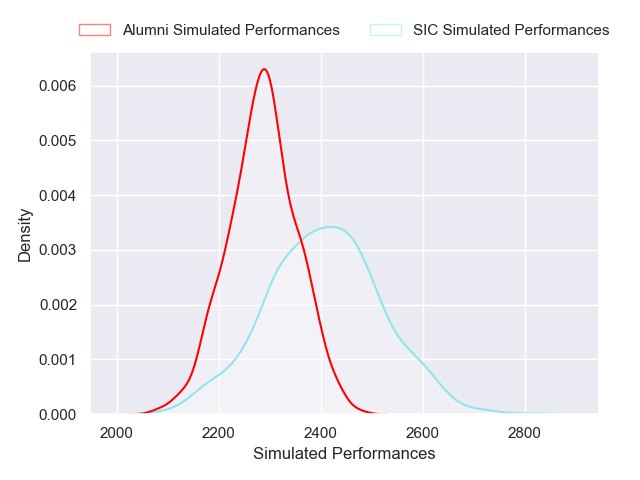 Alumni Simulated Performances SIC Simulated Performances
0.006
0.005
0.004
0.003
0.002
0.001
0.000
Density
2000 2200 2400 2600 2800
Simulated Performances